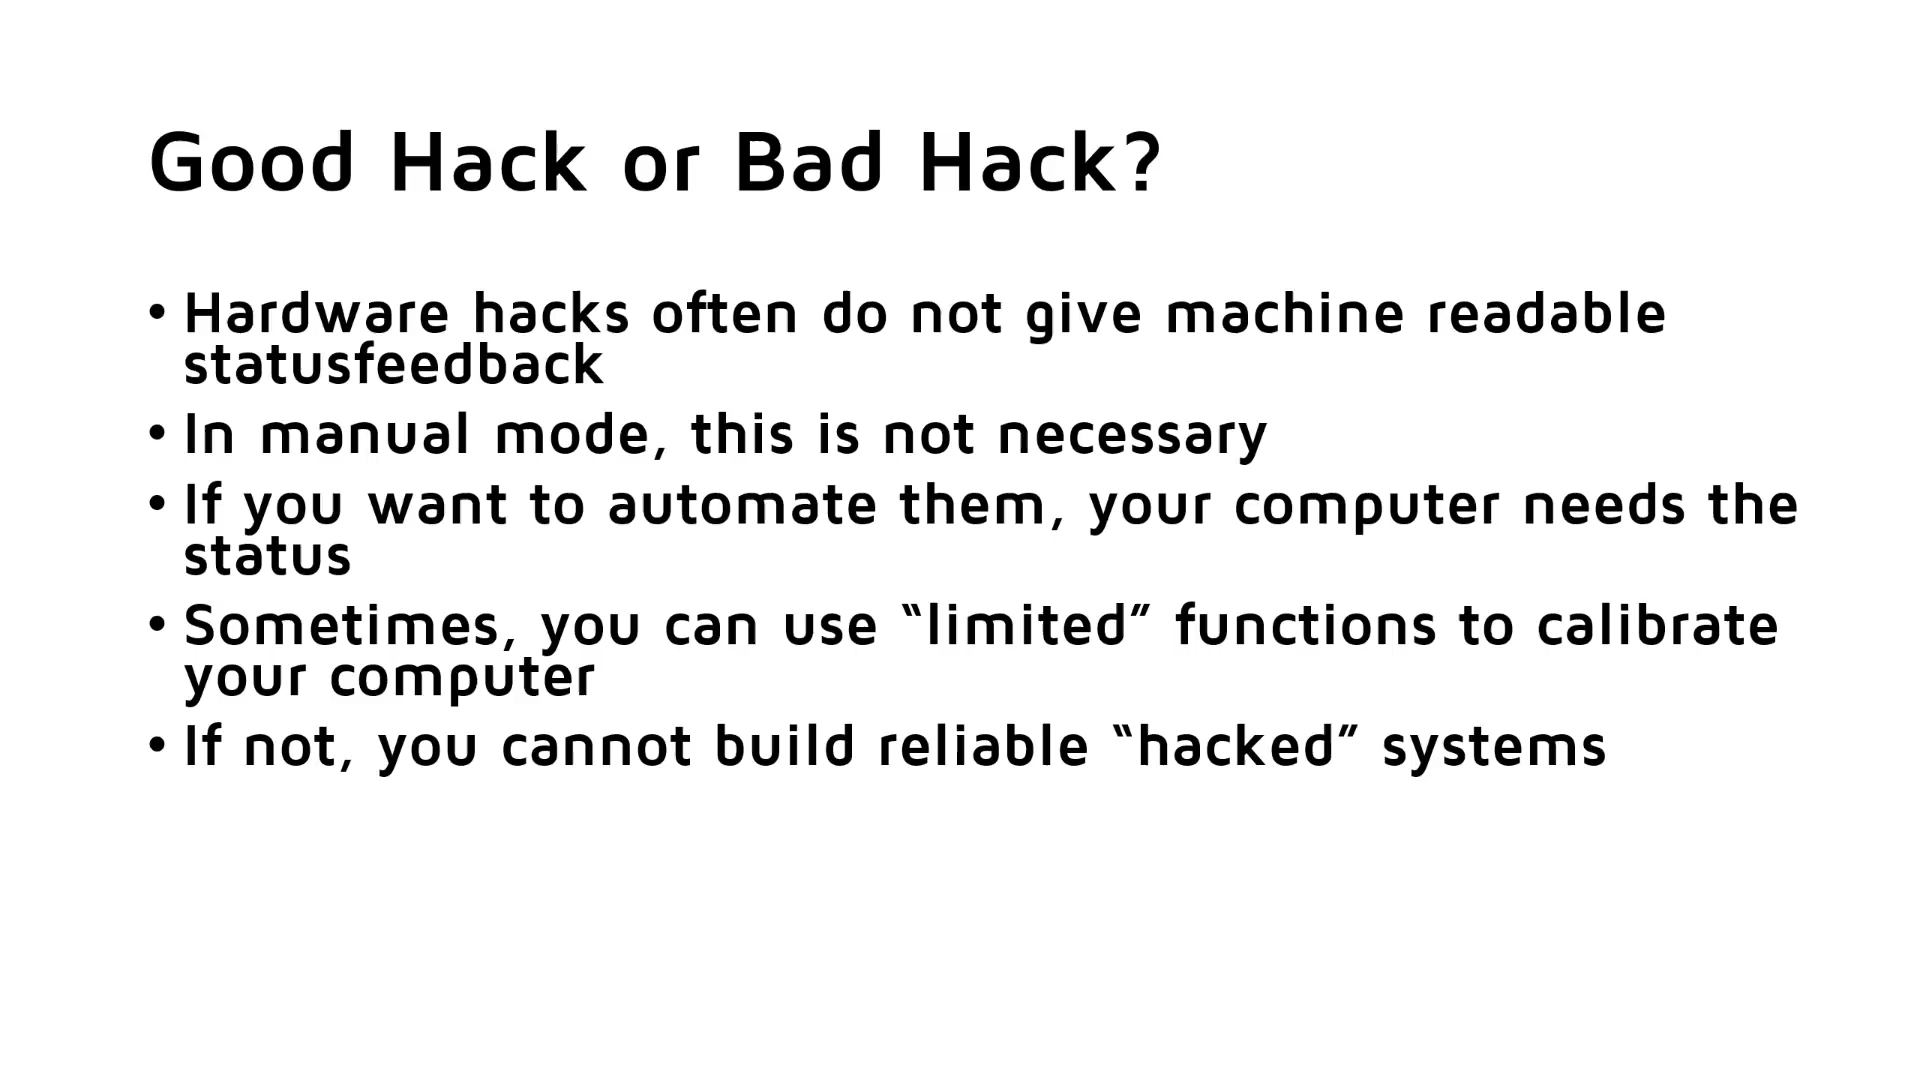 Good Hack or Bad Hack?
• Hardware hacks often do not give machine readable
statusfeedback
• In manual mode, this is not necessary
• If you want to automate them, your computer needs the
status
• Sometimes, you can use “limited” functions to calibrate
your computer
• If not, you cannot build reliable “hacked” systems